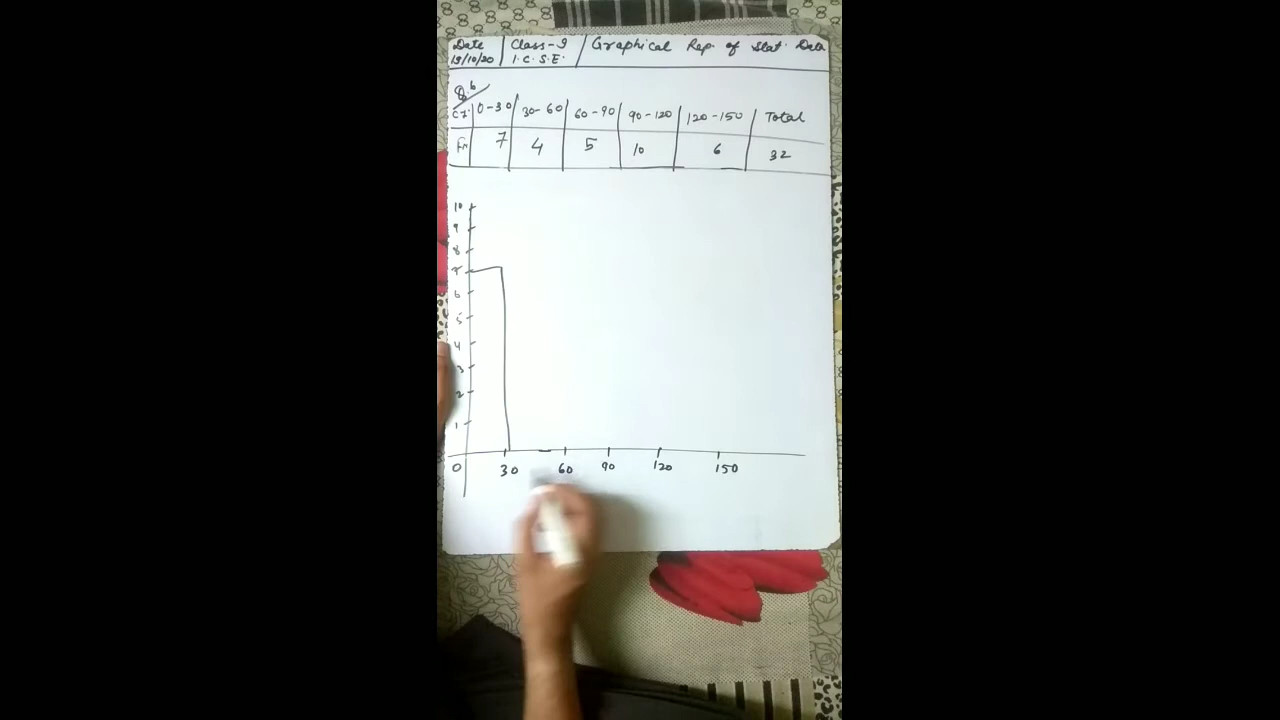 Date | Class-9 | Graphical Rep. of Stat. Data
15/10/20 | I.C.S.E.
Q.6
C.I. 0-30 30-60 60-90 90-120 120-150 Total
Fr 7 4 5 10 6 32
10
9
8
7
6
5
4
3
2
1
0 30 60 90 120 150